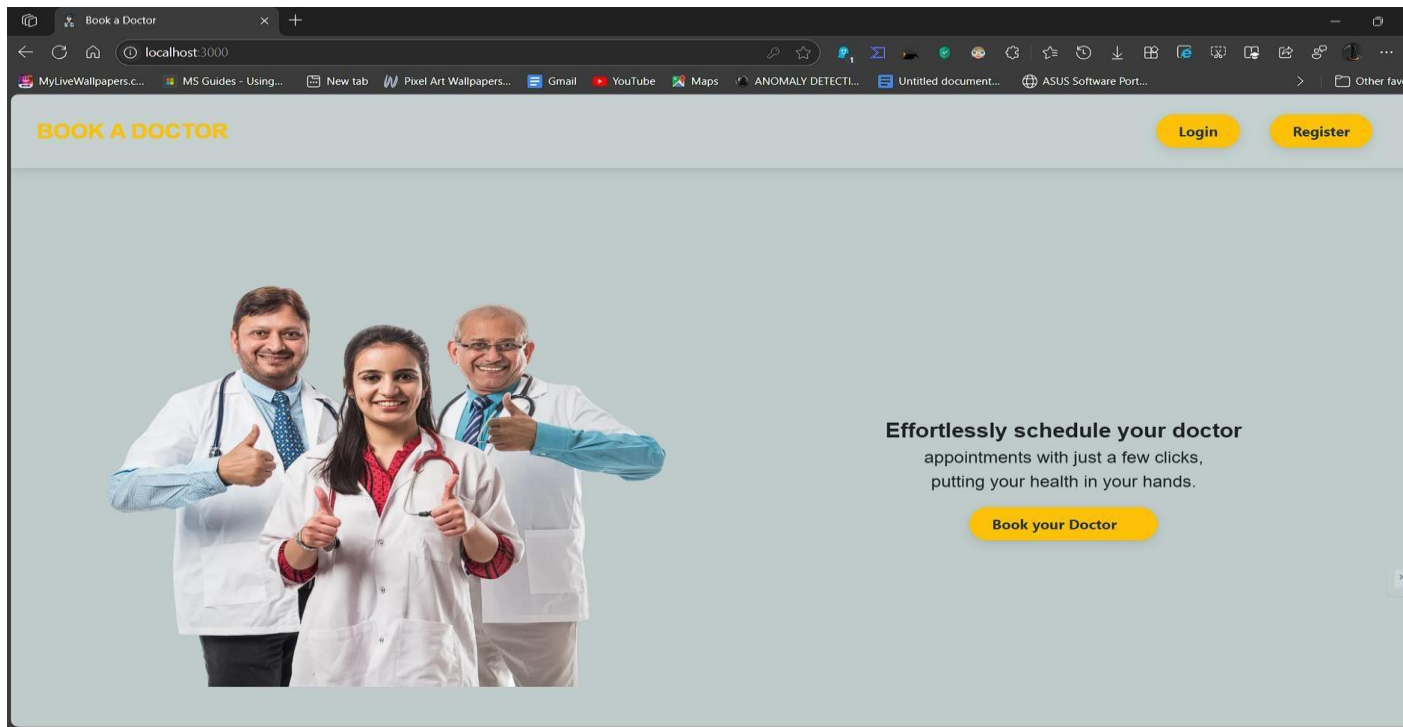 Book a Doctor
localhost:3000
1
MyLiveWallpapers.c... MS Guides - Using... New tab Pixel Art Wallpapers... Gmail YouTube Maps ANOMALY DETECTI... Untitled document... ASUS Software Port... Other fav
BOOK A DOCTOR
Login Register
Effortlessly schedule your doctor
appointments with just a few clicks,
putting your health in your hands.
Book your Doctor